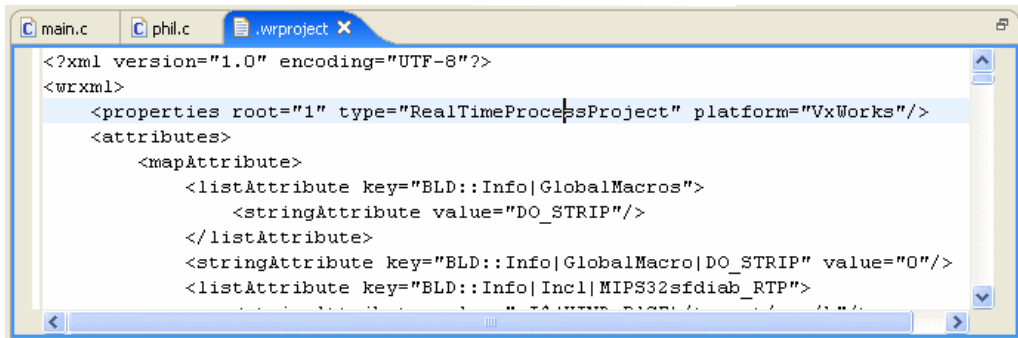 main.c phil.c .wrproject
<?xml version="1.0" encoding="UTF-8"?>
<wrxml>
<properties root="1" type="RealTimeProcessProject" platform="VxWorks"/>
<attributes>
<mapAttribute>
<listAttribute key="BLD::Info|GlobalMacros">
<stringAttribute value="DO_STRIP"/>
</listAttribute>
<stringAttribute key="BLD::Info|GlobalMacro|DO_STRIP" value="0"/>
<listAttribute key="BLD::Info|Incl|MIPS32sfdiab_RTP">